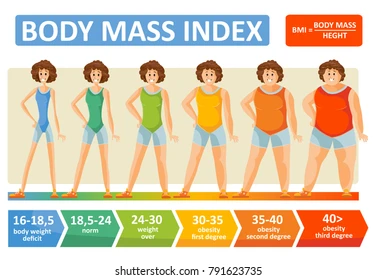 BODY MASS INDEX
BMI = BODY MASS
HEIGHT
16-18,5
body weight
deficit
18,5-24
norm
24-30
weight
over
30-35
obesity
first degree
35-40
obesity
second degree
40>
obesity
third degree
shutterstock.com · 791623735